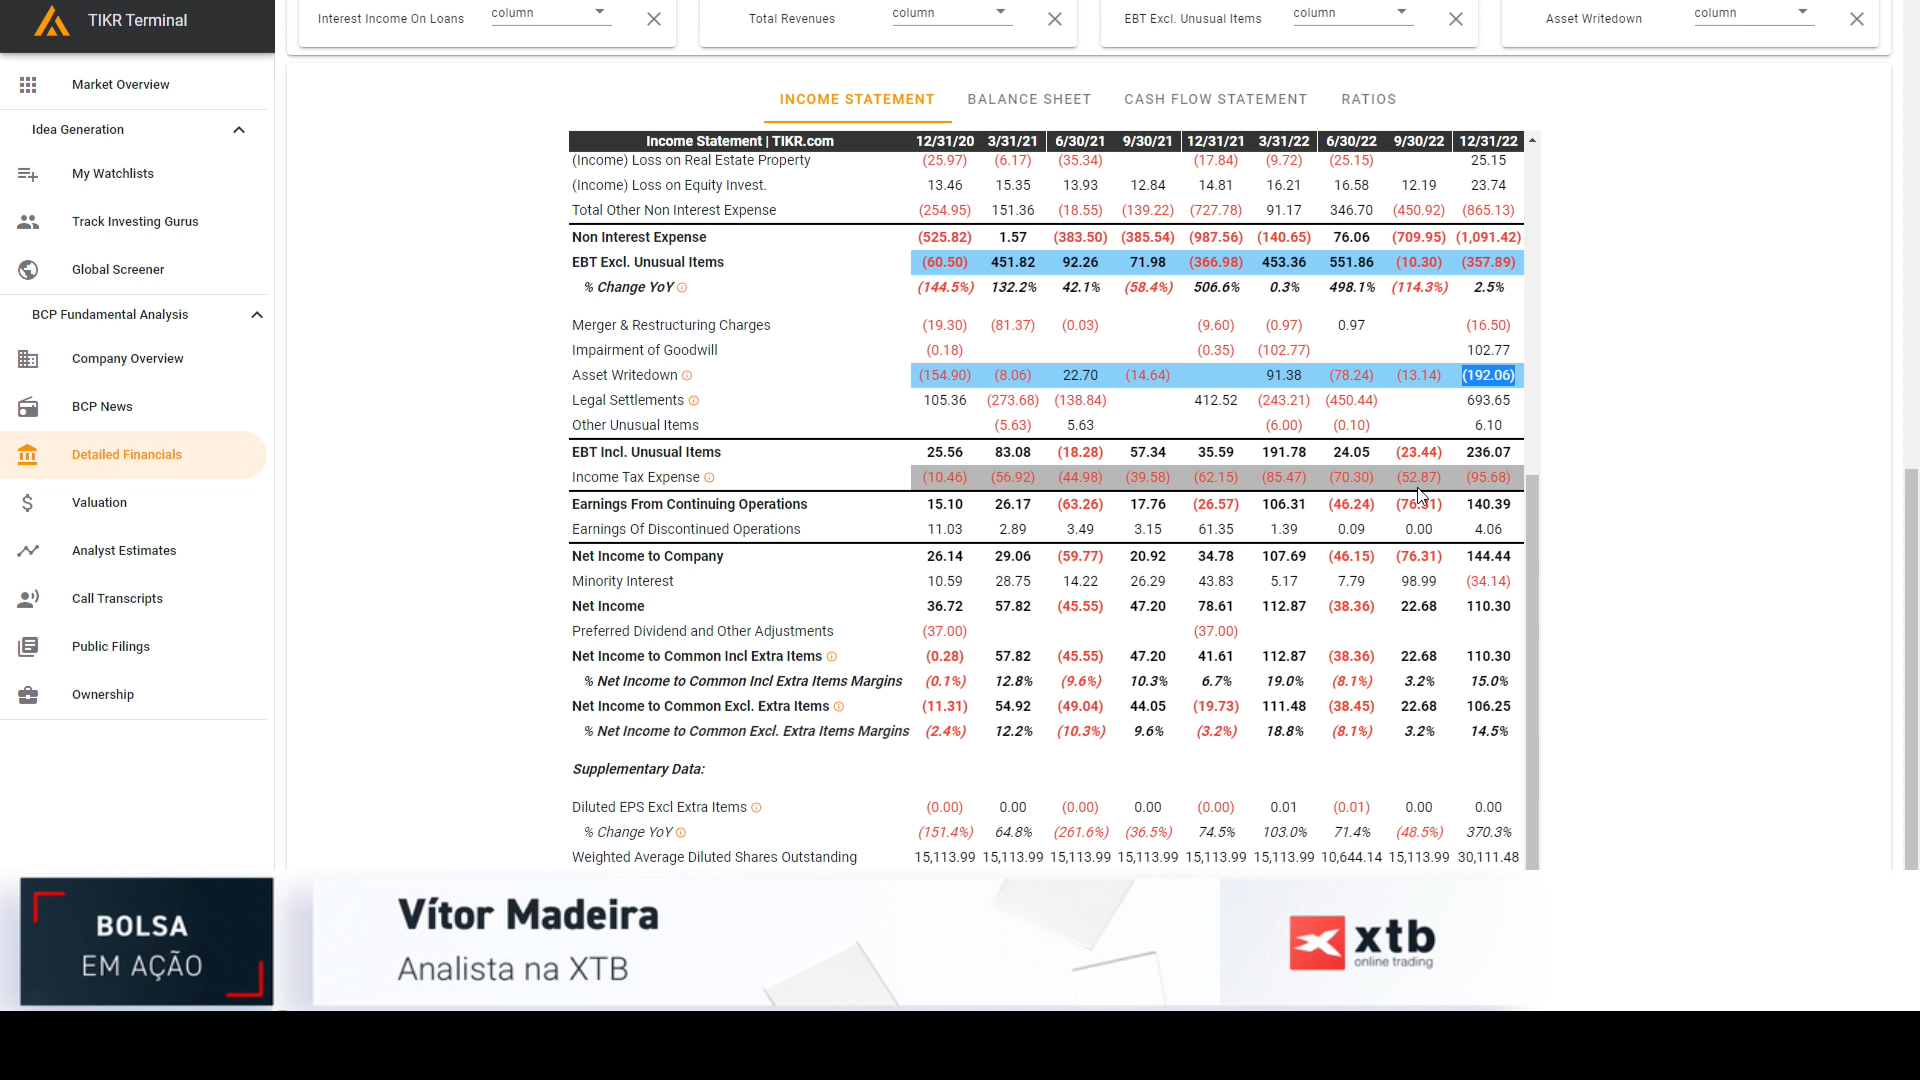 TIKR Terminal
Interest Income On Loans column
Total Revenues column
EBT Excl. Unusual Items column
Asset Writedown column
Market Overview
Idea Generation
My Watchlists
Track Investing Gurus
Global Screener
BCP Fundamental Analysis
Company Overview
BCP News
Detailed Financials
Valuation
Analyst Estimates
Call Transcripts
Public Filings
Ownership
INCOME STATEMENT BALANCE SHEET CASH FLOW STATEMENT RATIOS
Income Statement | TIKR.com 12/31/20 3/31/21 6/30/21 9/30/21 12/31/21 3/31/22 6/30/22 9/30/22 12/31/22
(Income) Loss on Real Estate Property (25.97) (6.17) (35.34) (17.84) (9.72) (25.15) 25.15
(Income) Loss on Equity Invest. 13.46 15.35 13.93 12.84 14.81 16.21 16.58 12.19 23.74
Total Other Non Interest Expense (254.95) 151.36 (18.55) (139.22) (727.78) 91.17 346.70 (450.92) (865.13)
Non Interest Expense (525.82) 1.57 (383.50) (385.54) (987.56) (140.65) 76.06 (709.95) (1,091.42)
EBT Excl. Unusual Items (60.50) 451.82 92.26 71.98 (366.98) 453.36 551.86 (10.30) (357.89)
% Change YoY (144.5%) 132.2% 42.1% (58.4%) 506.6% 0.3% 498.1% (114.3%) 2.5%
Merger & Restructuring Charges (19.30) (81.37) (0.03) (9.60) (0.97) 0.97 (16.50)
Impairment of Goodwill (0.18) (0.35) (102.77) 102.77
Asset Writedown (154.90) (8.06) 22.70 (14.64) 91.38 (78.24) (13.14) (192.06)
Legal Settlements 105.36 (273.68) (138.84) 412.52 (243.21) (450.44) 693.65
Other Unusual Items (5.63) 5.63 (6.00) (0.10) 6.10
EBT Incl. Unusual Items 25.56 83.08 (18.28) 57.34 35.59 191.78 24.05 (23.44) 236.07
Income Tax Expense (10.46) (56.92) (44.98) (39.58) (62.15) (85.47) (70.30) (52.87) (95.68)
Earnings From Continuing Operations 15.10 26.17 (63.26) 17.76 (26.57) 106.31 (46.24) (76.31) 140.39
Earnings Of Discontinued Operations 11.03 2.89 3.49 3.15 61.35 1.39 0.09 0.00 4.06
Net Income to Company 26.14 29.06 (59.77) 20.92 34.78 107.69 (46.15) (76.31) 144.44
Minority Interest 10.59 28.75 14.22 26.29 43.83 5.17 7.79 98.99 (34.14)
Net Income 36.72 57.82 (45.55) 47.20 78.61 112.87 (38.36) 22.68 110.30
Preferred Dividend and Other Adjustments (37.00) (37.00)
Net Income to Common Incl Extra Items (0.28) 57.82 (45.55) 47.20 41.61 112.87 (38.36) 22.68 110.30
% Net Income to Common Incl Extra Items Margins (0.1%) 12.8% (9.6%) 10.3% 6.7% 19.0% (8.1%) 3.2% 15.0%
Net Income to Common Excl. Extra Items (11.31) 54.92 (49.04) 44.05 (19.73) 111.48 (38.45) 22.68 106.25
% Net Income to Common Excl. Extra Items Margins (2.4%) 12.2% (10.3%) 9.6% (3.2%) 18.8% (8.1%) 3.2% 14.5%
Supplementary Data:
Diluted EPS Excl Extra Items (0.00) 0.00 (0.00) 0.00 (0.00) 0.01 (0.01) 0.00 0.00
% Change YoY (151.4%) 64.8% (261.6%) (36.5%) 74.5% 103.0% 71.4% (48.5%) 370.3%
Weighted Average Diluted Shares Outstanding 15,113.99 15,113.99 15,113.99 15,113.99 15,113.99 15,113.99 10,644.14 15,113.99 30,111.48
BOLSA
EM AÇÃO
Vítor Madeira
Analista na XTB
xtb
online trading